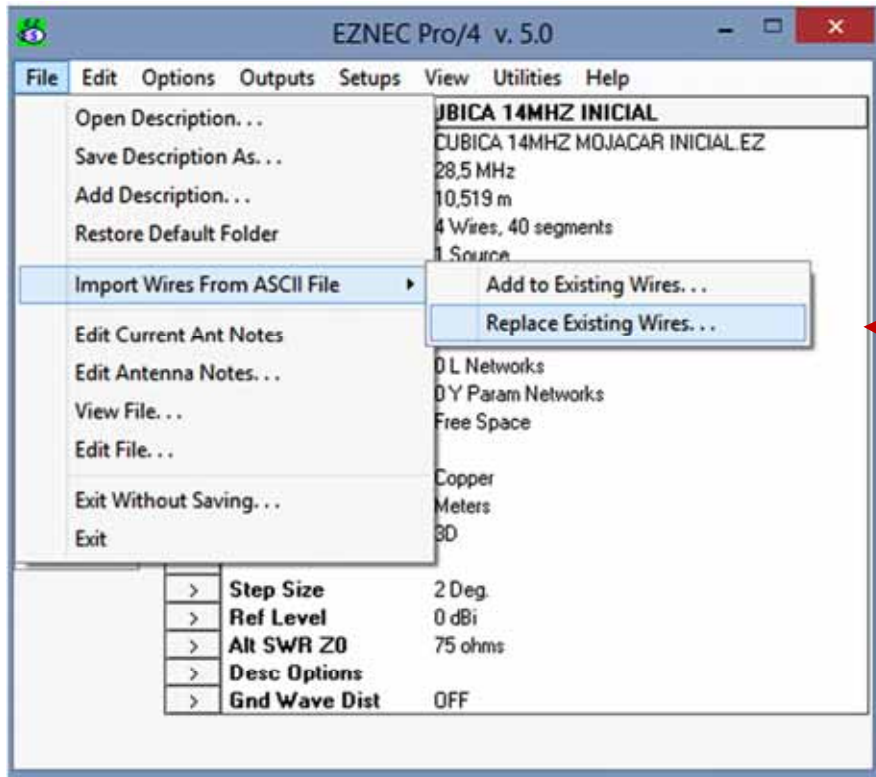 EZNEC Pro/4 v. 5.0
File Edit Options Outputs Setups View Utilities Help
Open Description. . .
Save Description As. . .
Add Description. . .
Restore Default Folder
Import Wires From ASCII File
Edit Current Ant Notes
Edit Antenna Notes. . .
View File. . .
Edit File. . .
Exit Without Saving. . .
Exit
Add to Existing Wires. . .
Replace Existing Wires. . .
UBICA 14MHZ INICIAL
CUBICA 14MHZ MOJACAR INICIAL.EZ
28,5 MHz
10,519 m
4 Wires, 40 segments
1 Source
0 L Networks
0 Y Param Networks
Free Space
Copper
Meters
3D
> Step Size 2 Deg.
> Ref Level 0 dBi
> Alt SWR Z0 75 ohms
> Desc Options
> Gnd Wave Dist OFF